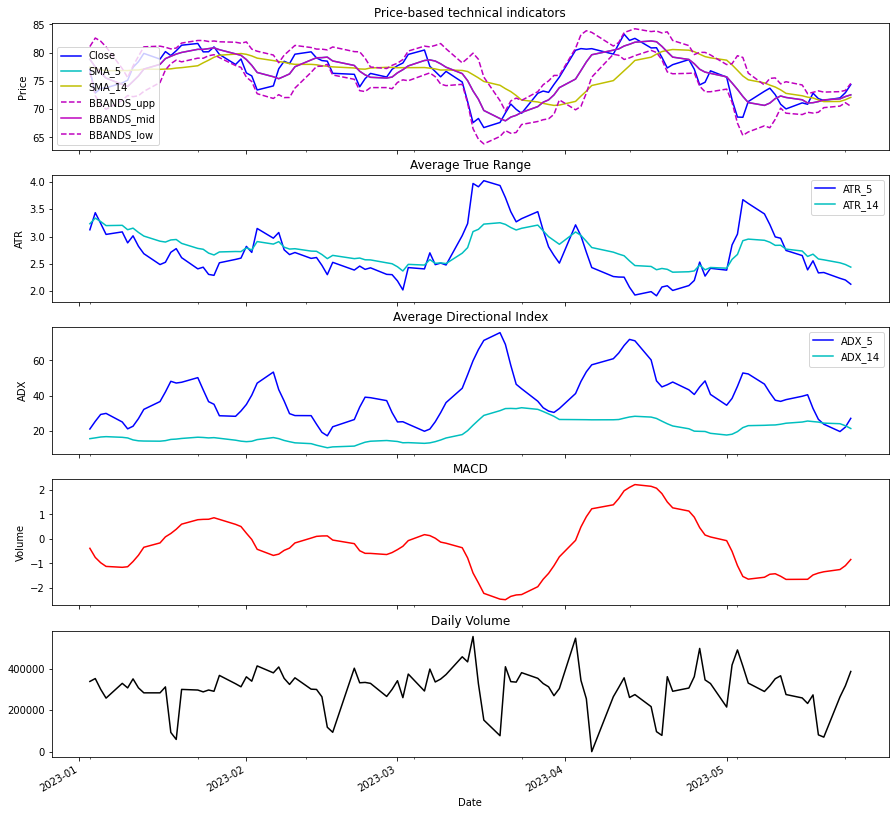 Price-based technical indicators
85
80
75
70
65
Price
Close
SMA_5
SMA_14
BBANDS_upp
BBANDS_mid
BBANDS_low
Average True Range
4.0
3.5
3.0
2.5
2.0
ATR
ATR_5
ATR_14
Average Directional Index
60
40
20
ADX
ADX_5
ADX_14
MACD
2
1
0
−1
−2
Volume
Daily Volume
400000
200000
0
2023-01
2023-02
2023-03
2023-04
2023-05
Date